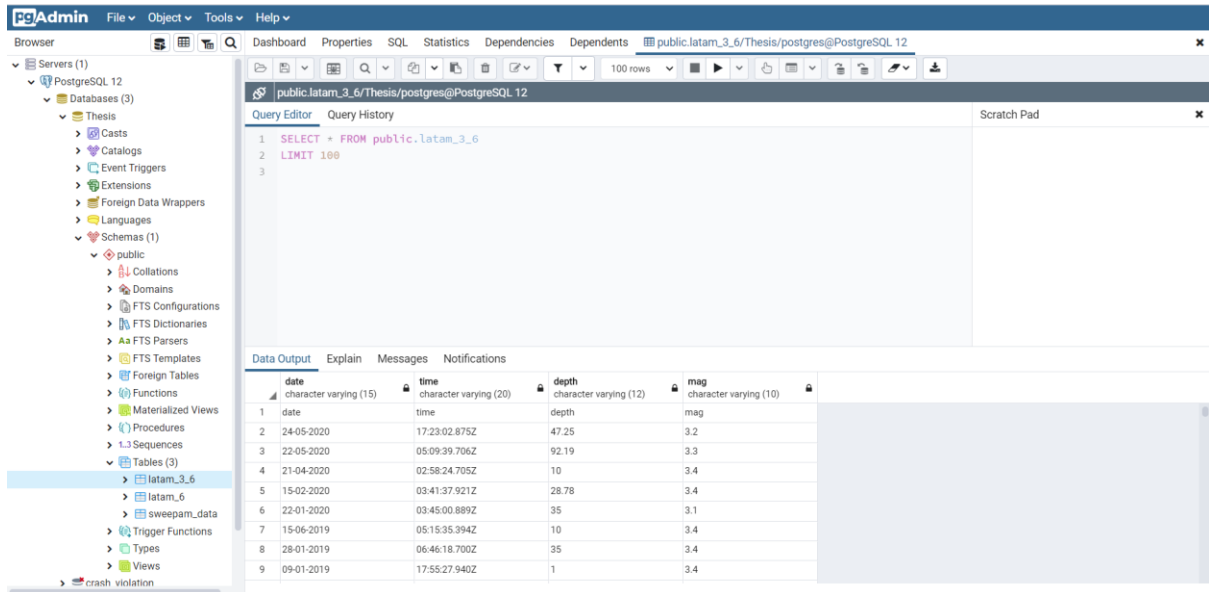 pgAdmin File Object Tools Help
Browser Dashboard Properties SQL Statistics Dependencies Dependents public.latam_3_6/Thesis/postgres@PostgreSQL 12
Servers (1)
PostgreSQL 12
Databases (3)
Thesis
Casts
Catalogs
Event Triggers
Extensions
Foreign Data Wrappers
Languages
Schemas (1)
public
Collations
Domains
FTS Configurations
FTS Dictionaries
Aa FTS Parsers
FTS Templates
Foreign Tables
Functions
Materialized Views
Procedures
1..3 Sequences
Tables (3)
latam_3_6
latam_6
sweepam_data
Trigger Functions
Types
Views
crash_violation
100 rows
public.latam_3_6/Thesis/postgres@PostgreSQL 12
Query Editor Query History Scratch Pad
1 SELECT * FROM public.latam_3_6
2 LIMIT 100
3
Data Output Explain Messages Notifications
date time depth mag
character varying (15) character varying (20) character varying (12) character varying (10)
1 date time depth mag
2 24-05-2020 17:23:02.875Z 47.25 3.2
3 22-05-2020 05:09:39.706Z 92.19 3.3
4 21-04-2020 02:58:24.705Z 10 3.4
5 15-02-2020 03:41:37.921Z 28.78 3.4
6 22-01-2020 03:45:00.889Z 35 3.1
7 15-06-2019 05:15:35.394Z 10 3.4
8 28-01-2019 06:46:18.700Z 35 3.4
9 09-01-2019 17:55:27.940Z 1 3.4